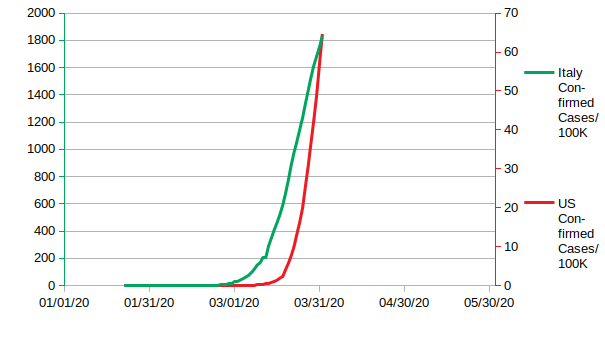 2000
1800
1600
1400
1200
1000
800
600
400
200
0
70
60
50
40
30
20
10
0
01/01/20 01/31/20 03/01/20 03/31/20 04/30/20 05/30/20
Italy
Con-
firmed
Cases/
100K
US
Con-
firmed
Cases/
100K